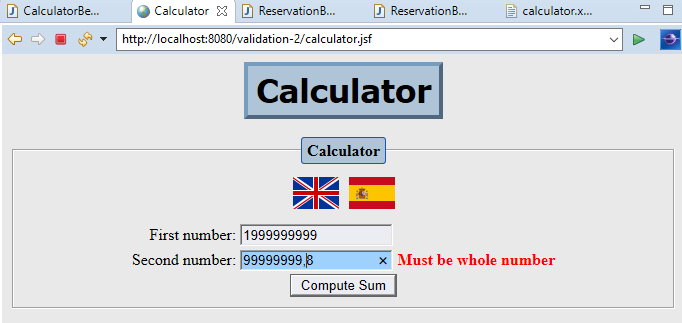 CalculatorBe... Calculator ReservationB... ReservationB... calculator.x...
http://localhost:8080/validation-2/calculator.jsf
Calculator
Calculator
First number: 1999999999
Second number: 99999999.8 × Must be whole number
Compute Sum